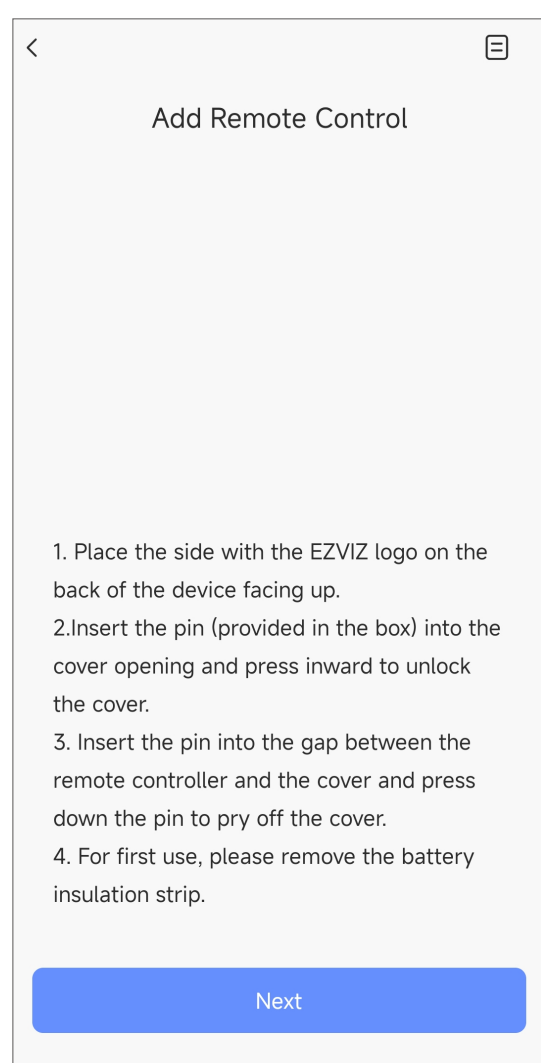 Add Remote Control
1. Place the side with the EZVIZ logo on the
back of the device facing up.
2.Insert the pin (provided in the box) into the
cover opening and press inward to unlock
the cover.
3. Insert the pin into the gap between the
remote controller and the cover and press
down the pin to pry off the cover.
4. For first use, please remove the battery
insulation strip.
Next